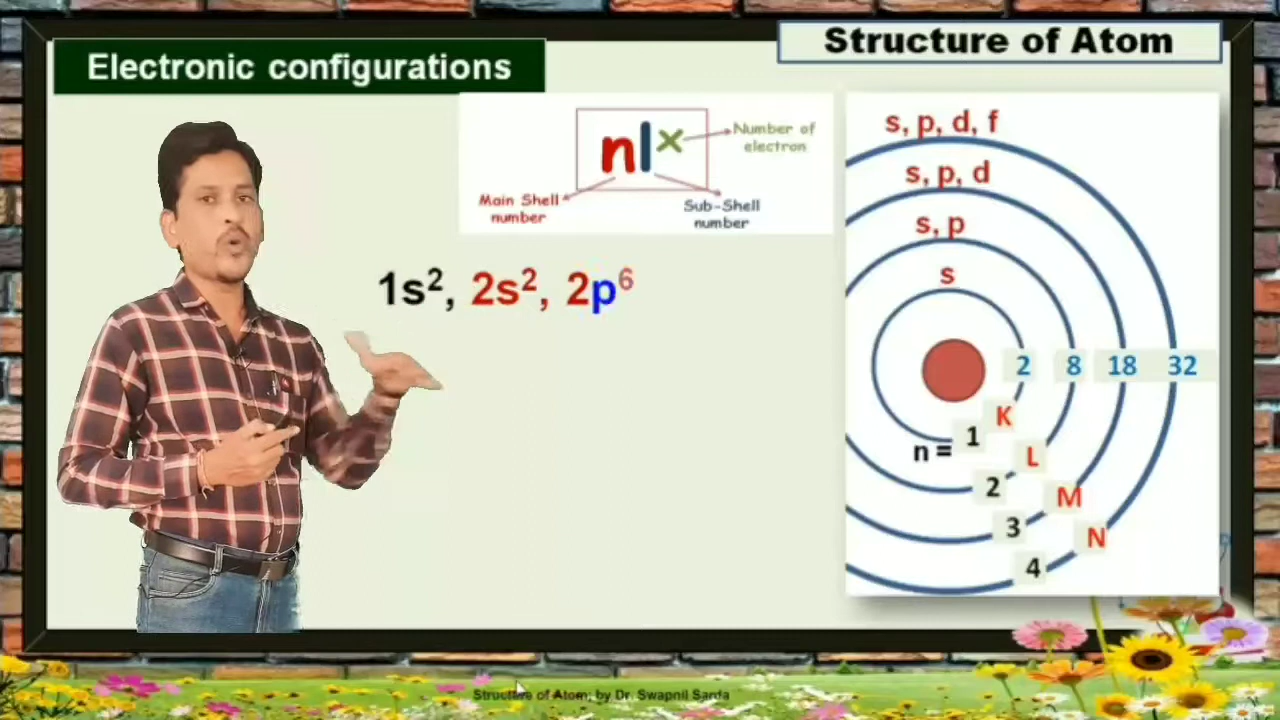 Structure of Atom
Electronic configurations
nlx
Number of
electron
Main Shell
number
Sub-Shell
number
1s², 2s², 2p⁶
s, p, d, f
s, p, d
s, p
s
2 8 18 32
K
n = 1
L
2
M
3
N
4
Structure of Atom; by Dr. Swapnil Sarda